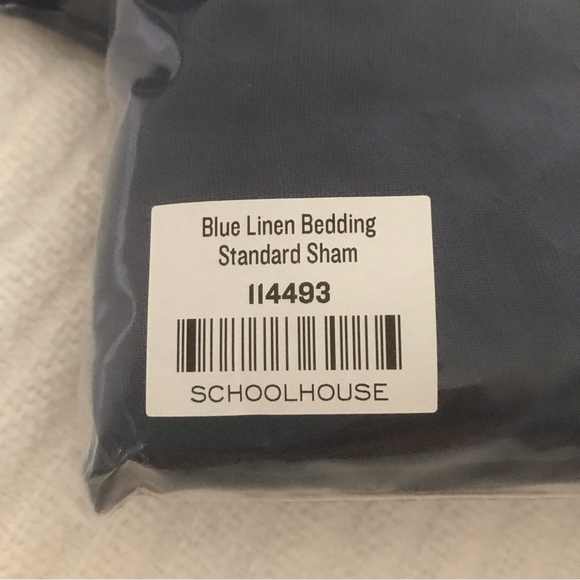 Blue Linen Bedding
Standard Sham
114493
SCHOOLHOUSE